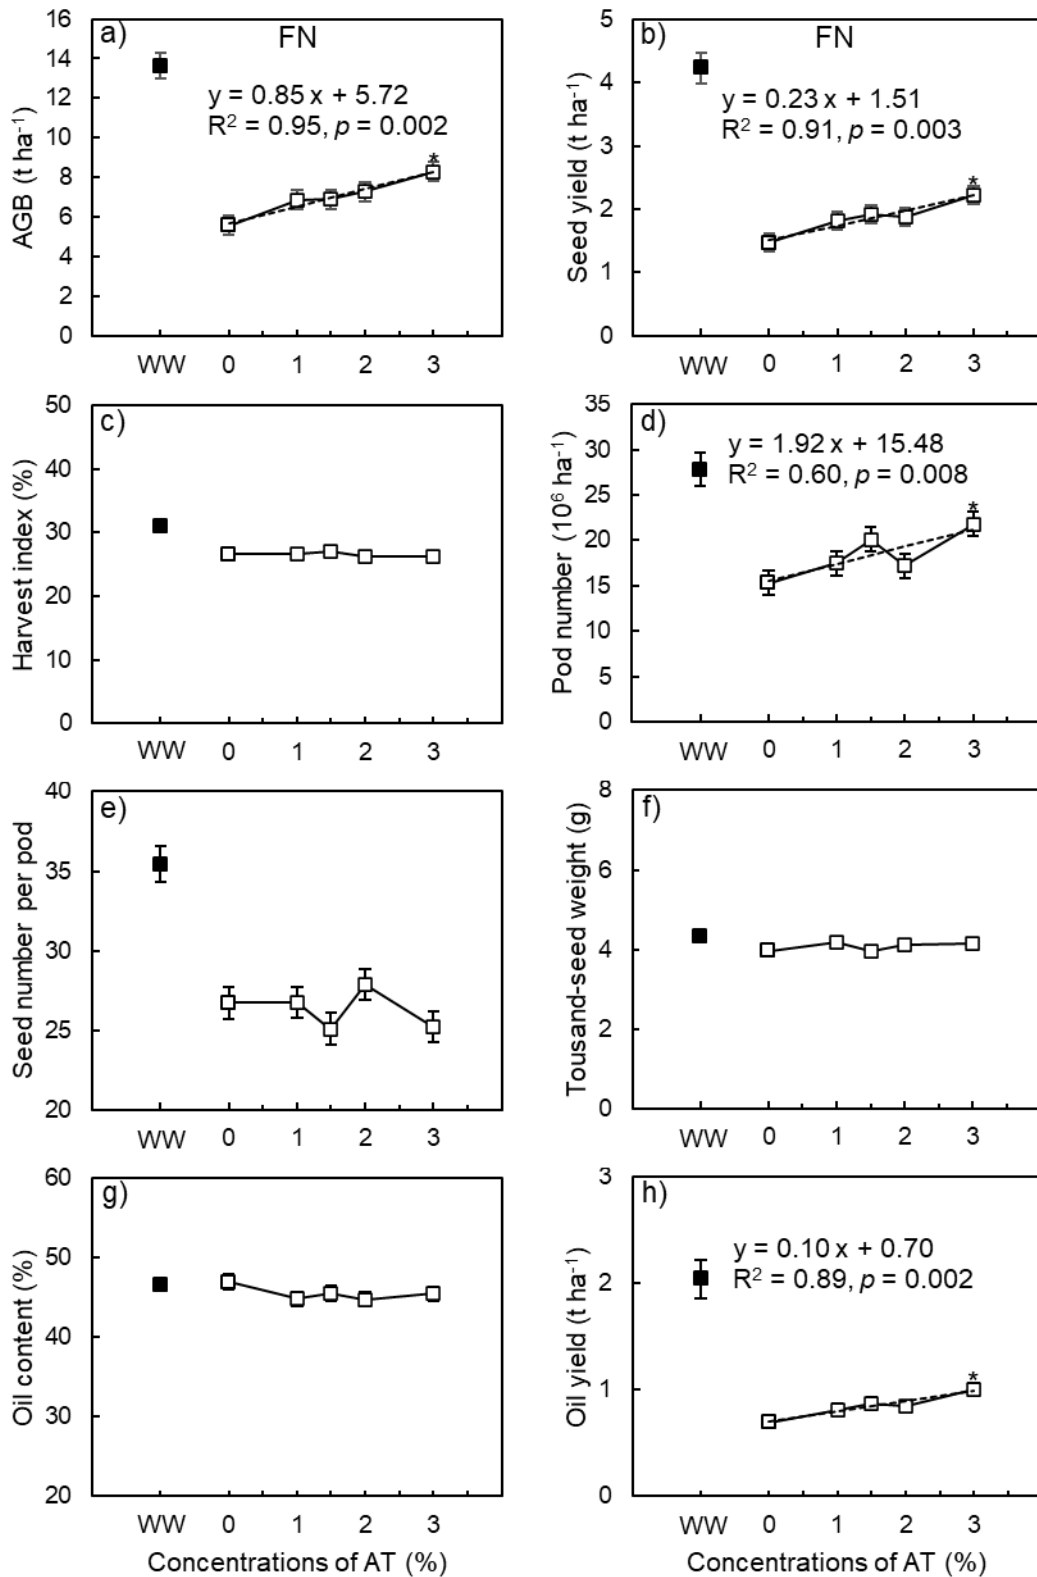 a)
FN
y = 0.85 x + 5.72
R² = 0.95, p = 0.002
*
AGB (t ha⁻¹)
16
14
12
10
8
6
4
2
0
WW 0 1 2 3
b)
FN
y = 0.23 x + 1.51
R² = 0.91, p = 0.003
*
Seed yield (t ha⁻¹)
5
4
3
2
1
0
WW 0 1 2 3
c)
Harvest index (%)
50
40
30
20
10
0
WW 0 1 2 3
d)
y = 1.92 x + 15.48
R² = 0.60, p = 0.008
*
Pod number (10⁶ ha⁻¹)
35
30
25
20
15
10
5
0
WW 0 1 2 3
e)
Seed number per pod
40
35
30
25
20
WW 0 1 2 3
f)
Tousand-seed weight (g)
8
6
4
2
0
WW 0 1 2 3
g)
Oil content (%)
60
50
40
30
20
WW 0 1 2 3
Concentrations of AT (%)
h)
y = 0.10 x + 0.70
R² = 0.89, p = 0.002
*
Oil yield (t ha⁻¹)
3
2
1
0
WW 0 1 2 3
Concentrations of AT (%)